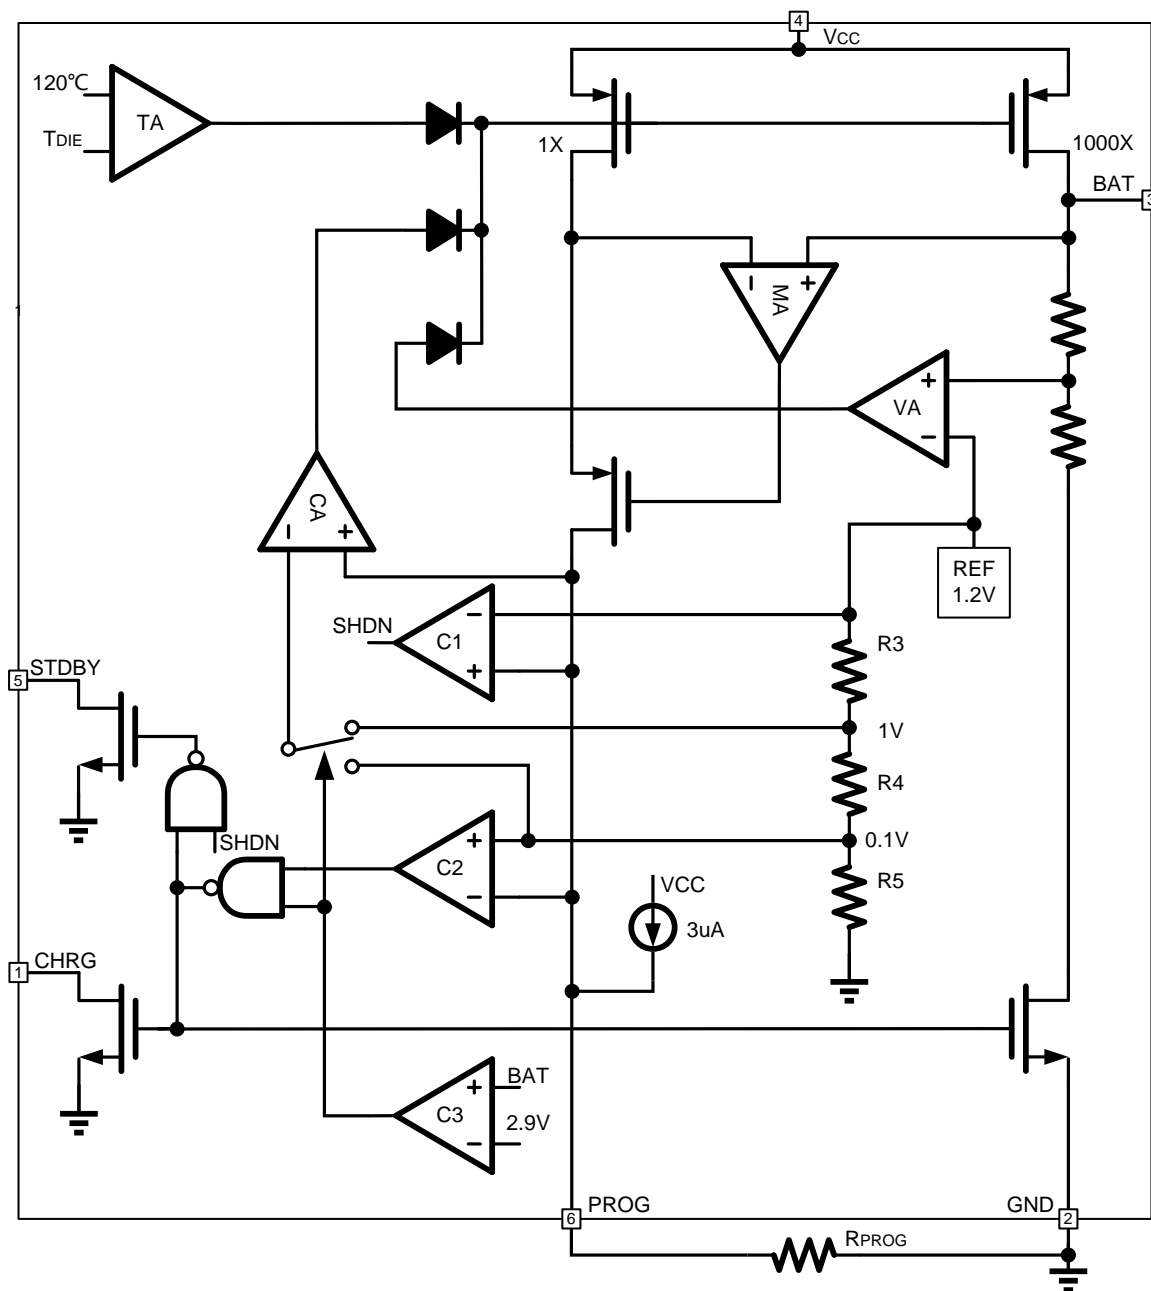 4
VCC
120℃
TA
TDIE
1X
1000X
BAT
3
− +
MA
1
+
VA
−
CA
− +
REF
1.2V
SHDN
−
C1
+
R3
STDBY
5
1V
R4
SHDN
+
C2
−
0.1V
R5
VCC
3uA
CHRG
1
BAT
+
C3
2.9V
−
PROG
6
GND
2
RPROG